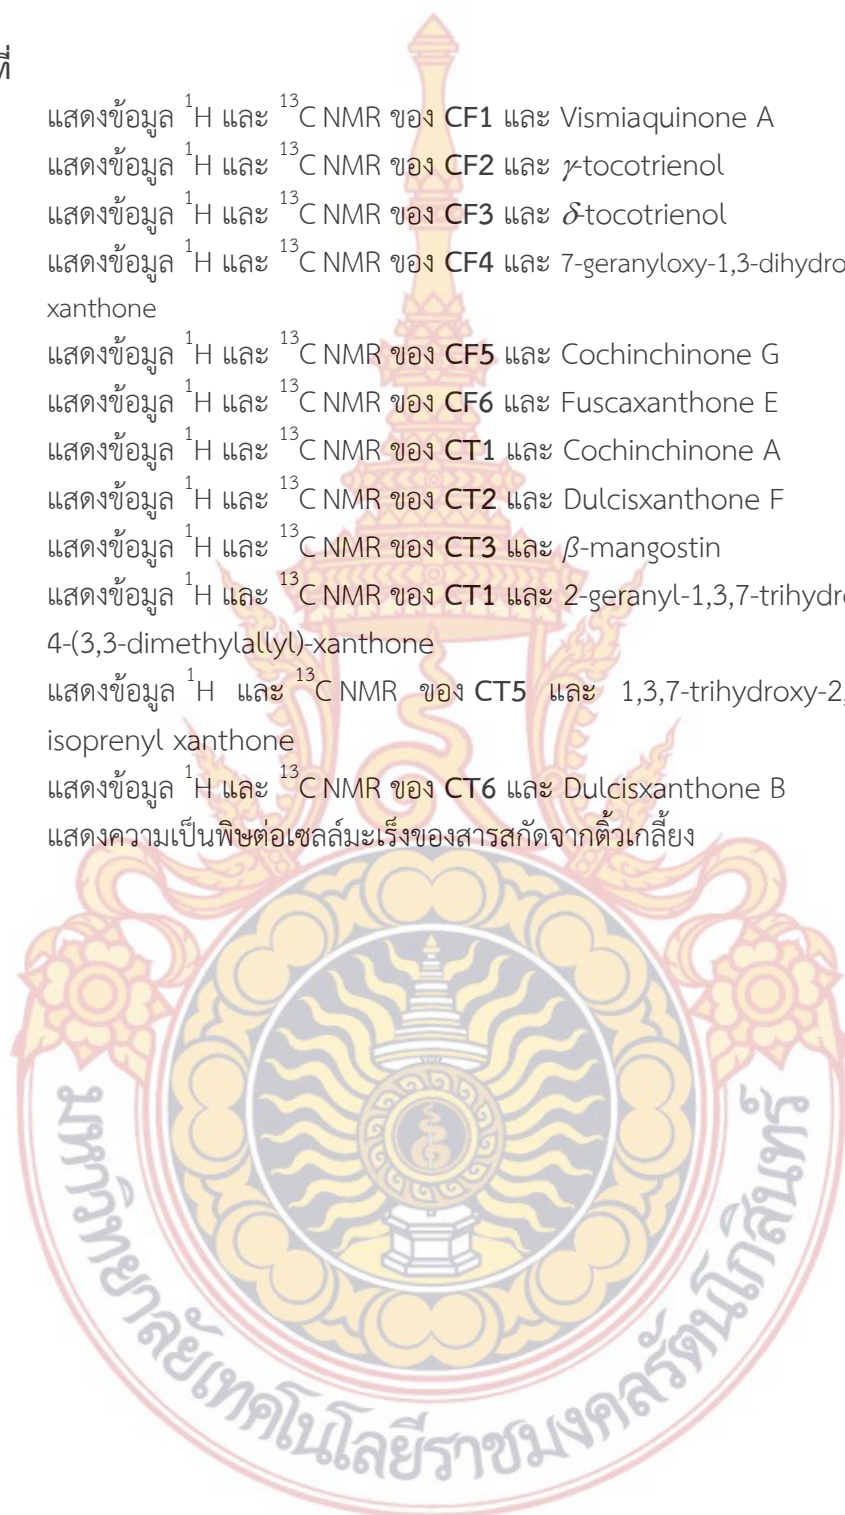 ที่
แสดงข้อมูล ¹H และ ¹³C NMR ของ CF1 และ Vismiaquinone A
แสดงข้อมูล ¹H และ ¹³C NMR ของ CF2 และ γ-tocotrienol
แสดงข้อมูล ¹H และ ¹³C NMR ของ CF3 และ δ-tocotrienol
แสดงข้อมูล ¹H และ ¹³C NMR ของ CF4 และ 7-geranyloxy-1,3-dihydro
xanthone
แสดงข้อมูล ¹H และ ¹³C NMR ของ CF5 และ Cochinchinone G
แสดงข้อมูล ¹H และ ¹³C NMR ของ CF6 และ Fuscaxanthone E
แสดงข้อมูล ¹H และ ¹³C NMR ของ CT1 และ Cochinchinone A
แสดงข้อมูล ¹H และ ¹³C NMR ของ CT2 และ Dulcisxanthone F
แสดงข้อมูล ¹H และ ¹³C NMR ของ CT3 และ β-mangostin
แสดงข้อมูล ¹H และ ¹³C NMR ของ CT1 และ 2-geranyl-1,3,7-trihydr
4-(3,3-dimethylallyl)-xanthone
แสดงข้อมูล ¹H และ ¹³C NMR ของ CT5 และ 1,3,7-trihydroxy-2,
isoprenyl xanthone
แสดงข้อมูล ¹H และ ¹³C NMR ของ CT6 และ Dulcisxanthone B
แสดงความเป็นพิษต่อเซลล์มะเร็งของสารสกัดจากติ้วเกลี้ยง
มหาวิทยาลัยเทคโนโลยีราชมงคลรัตนโกสินทร์